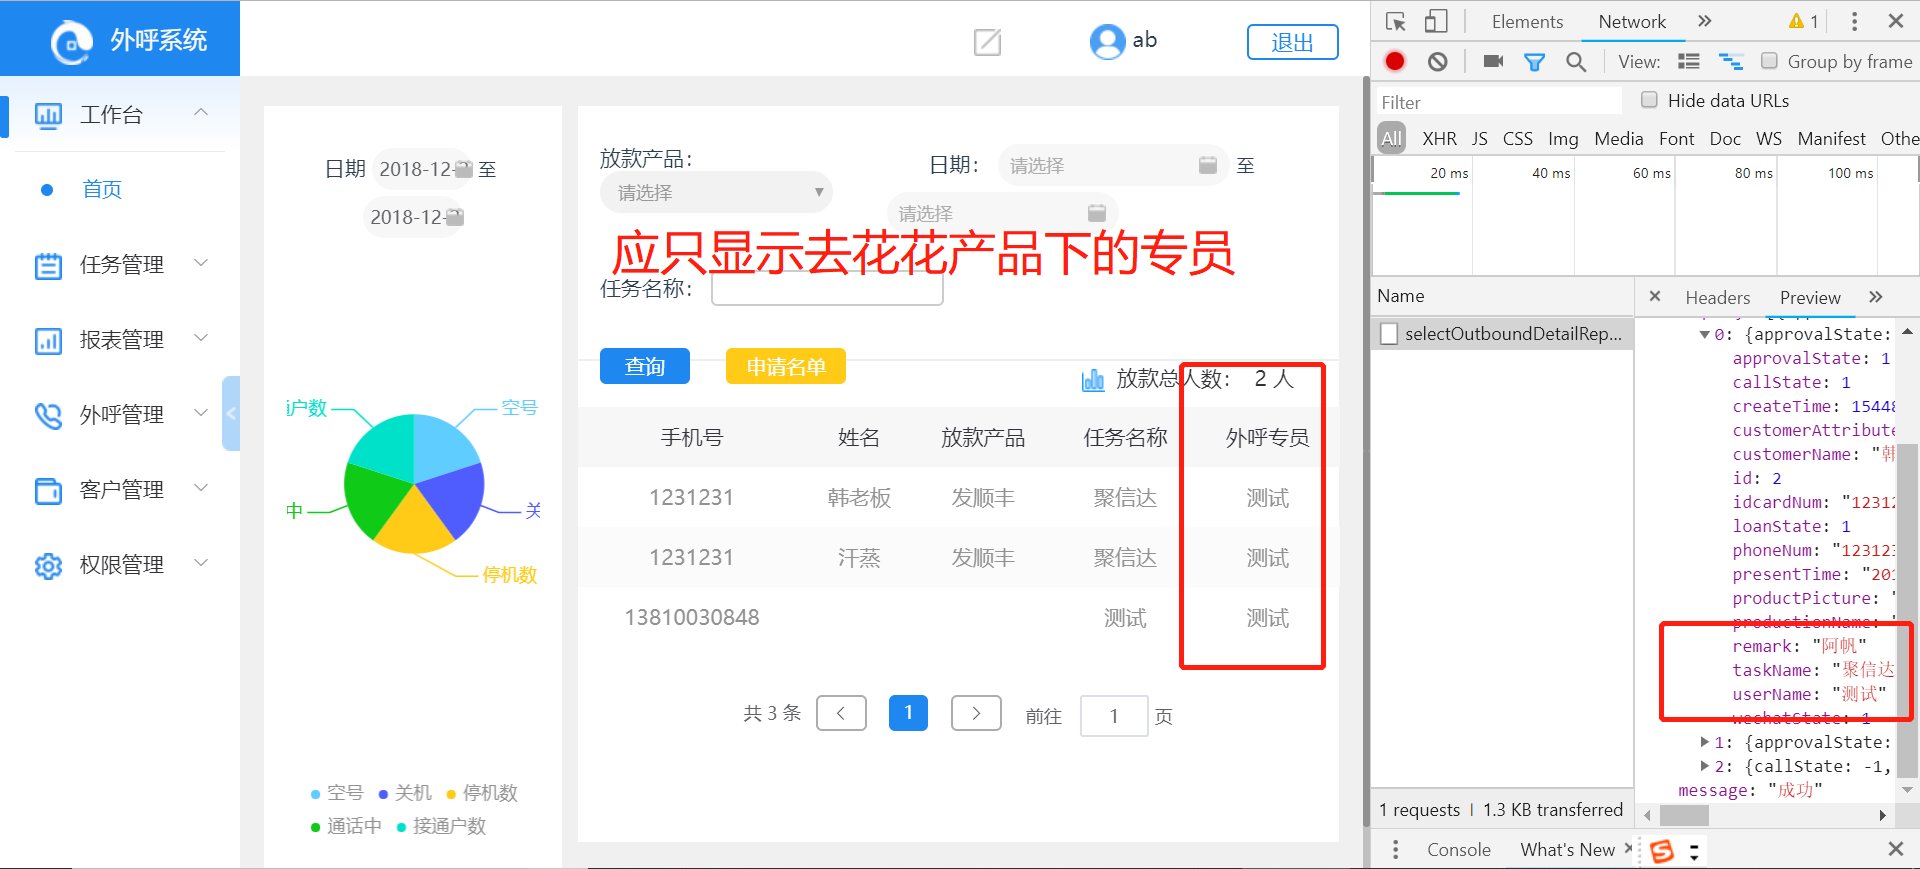 外呼系统
ab
退出
工作台
首页
任务管理
报表管理
外呼管理
客户管理
权限管理
日期 2018-12- 至
2018-12-
通户数
空号
中
关
停机数
空号 关机 停机数
通话中 接通户数
放款产品：
请选择
日期： 请选择 至
请选择
应只显示去花花产品下的专员
任务名称：
查询 申请名单
放款总人数： 2 人
手机号 姓名 放款产品 任务名称 外呼专员
1231231 韩老板 发顺丰 聚信达 测试
1231231 汗蒸 发顺丰 聚信达 测试
13810030848 测试 测试
共 3 条 1 前往 1 页
Elements Network 1
View: Group by frame
Filter Hide data URLs
All XHR JS CSS Img Media Font Doc WS Manifest Othe
20 ms 40 ms 60 ms 80 ms 100 ms
Name
selectOutboundDetailRep...
Headers Preview
0: {approvalState:
approvalState: 1
callState: 1
createTime: 15448
customerAttribute
customerName: "韩
id: 2
idcardNum: "12312
loanState: 1
phoneNum: "123123
presentTime: "201
productPicture: "
productionName: "
remark: "阿帆"
taskName: "聚信达
userName: "测试"
wechatState: 1
1: {approvalState:
2: {callState: -1,
message: "成功"
1 requests 1.3 KB transferred
Console What's New